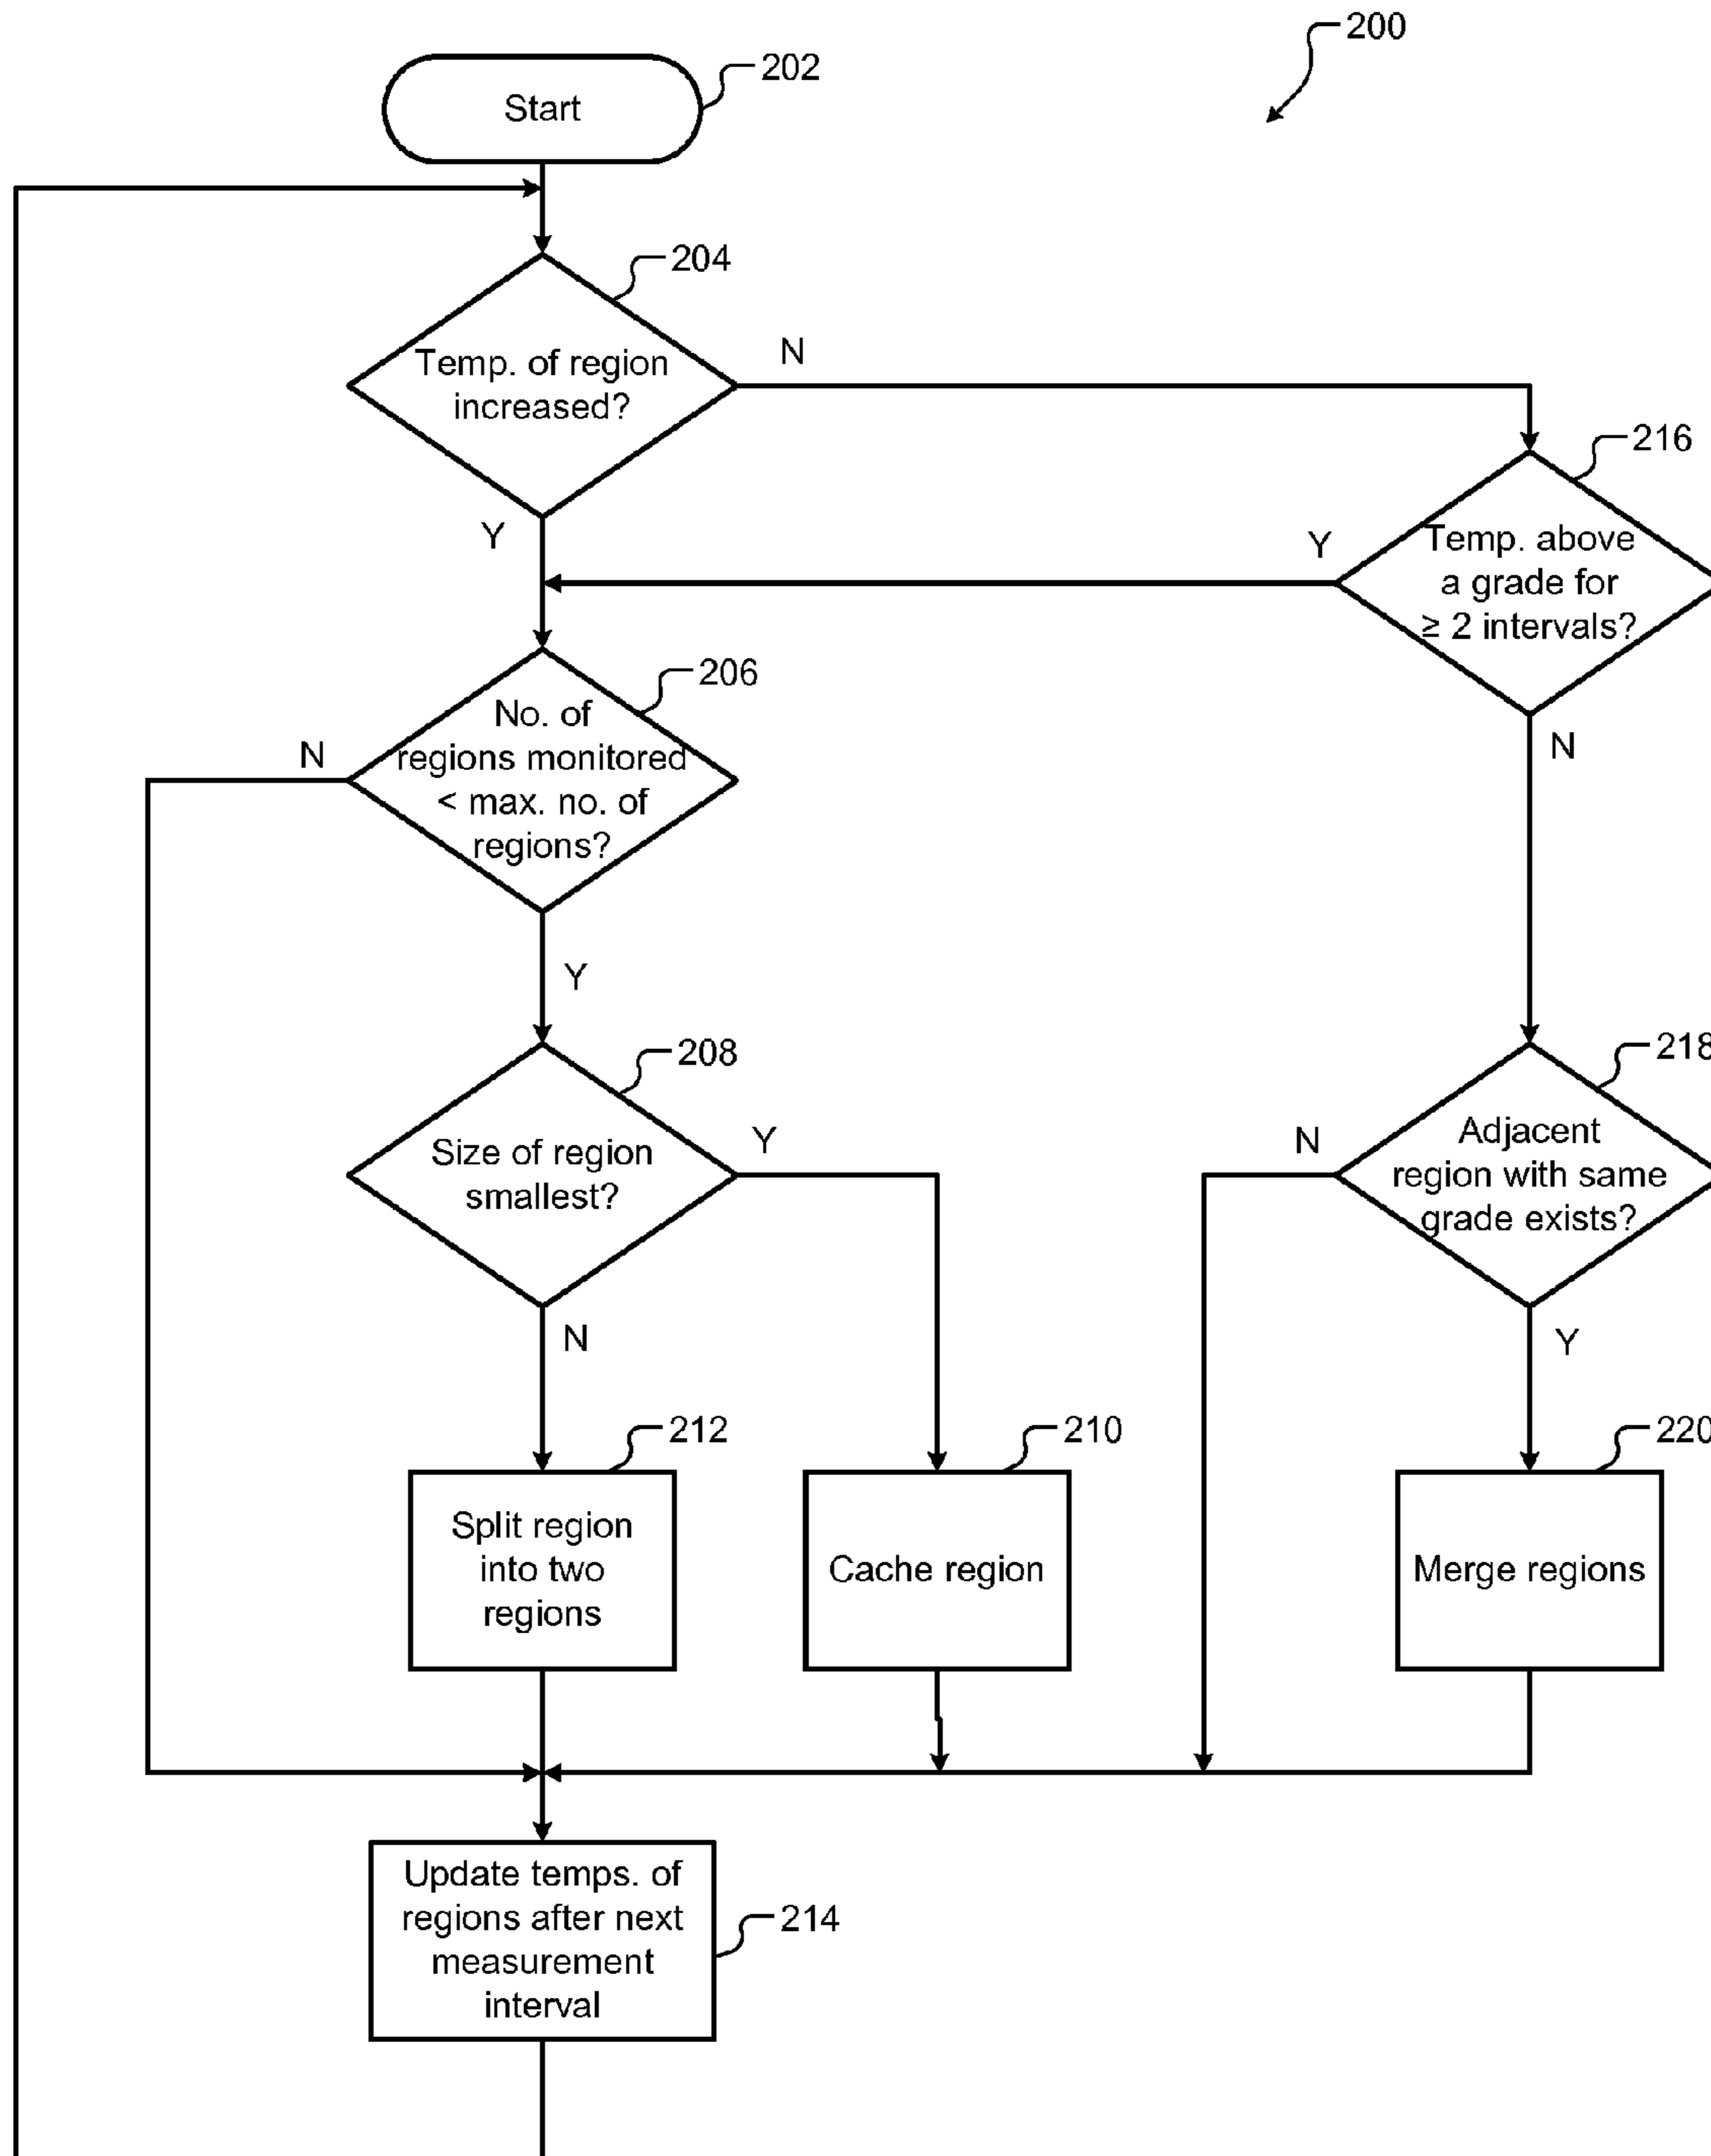 200
202
Start
204
Temp. of region
increased?
N
Y
216
Temp. above
a grade for
≥ 2 intervals?
Y
N
206
No. of
regions monitored
< max. no. of
regions?
N
Y
208
Size of region
smallest?
Y
N
218
Adjacent
region with same
grade exists?
N
Y
212
Split region
into two
regions
210
Cache region
220
Merge regions
Update temps. of
regions after next
measurement
interval
214